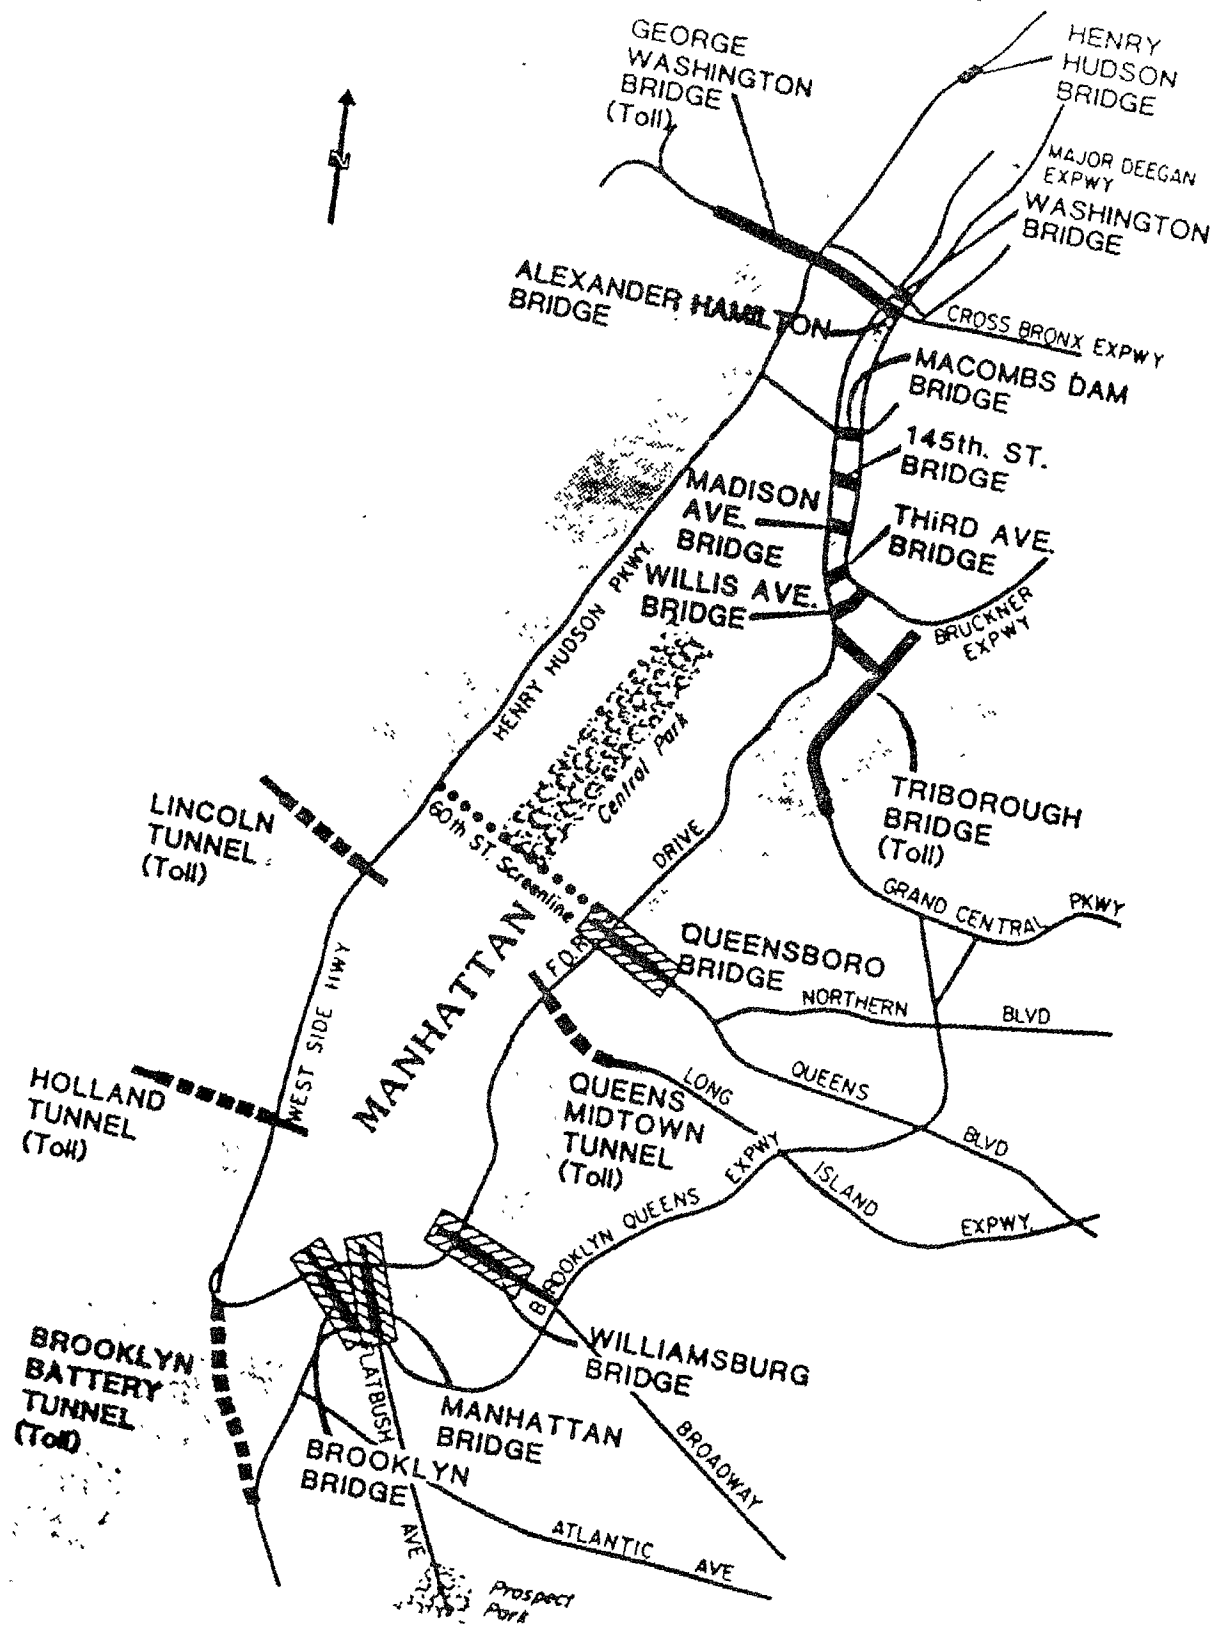 GEORGE
WASHINGTON
BRIDGE
(Toll)
HENRY
HUDSON
BRIDGE
MAJOR DEEGAN
EXPWY
WASHINGTON
BRIDGE
N
ALEXANDER HAMILTON
BRIDGE
CROSS BRONX EXPWY
MACOMBS DAM
BRIDGE
145th. ST.
BRIDGE
MADISON
AVE.
BRIDGE
THIRD AVE.
BRIDGE
WILLIS AVE.
BRIDGE
BRUCKNER
EXPWY
HENRY HUDSON PKWY.
Central Park
LINCOLN
TUNNEL
(Toll)
60th ST. Screenline
TRIBOROUGH
BRIDGE
(Toll)
F.D.R. DRIVE
GRAND CENTRAL PKWY
MANHATTAN
QUEENSBORO
BRIDGE
NORTHERN BLVD
WEST SIDE HWY
HOLLAND
TUNNEL
(Toll)
QUEENS
MIDTOWN
TUNNEL
(Toll)
LONG ISLAND EXPWY.
QUEENS BLVD
BROOKLYN QUEENS EXPWY
BROOKLYN
BATTERY
TUNNEL
(Toll)
WILLIAMSBURG
BRIDGE
MANHATTAN
BRIDGE
BROOKLYN
BRIDGE
FLATBUSH AVE
BROADWAY
ATLANTIC AVE
Prospect
Park